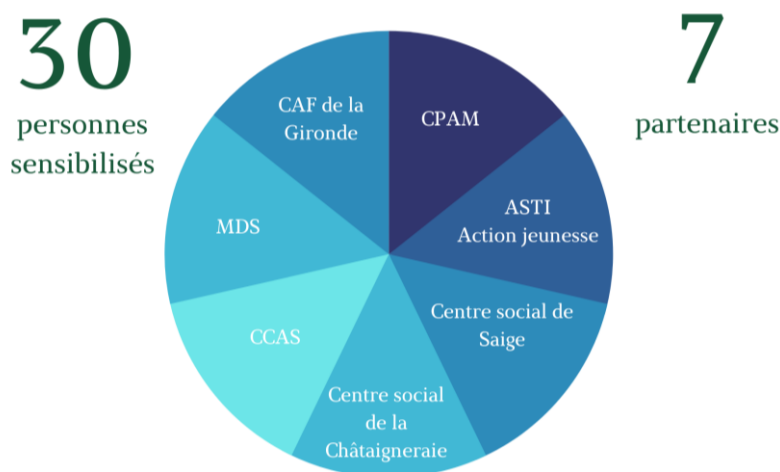 30
personnes
sensibilisés
7
partenaires
CAF de la
Gironde
CPAM
MDS
ASTI
Action jeunesse
CCAS
Centre social de
Saige
Centre social
de la
Châtaigneraie